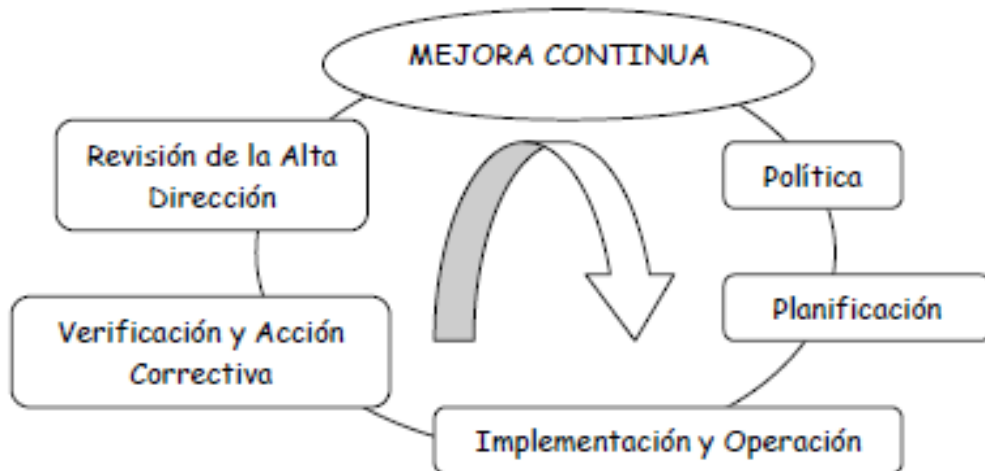 MEJORA CONTINUA
Revisión de la Alta
Dirección
Política
Planificación
Verificación y Acción
Correctiva
Implementación y Operación